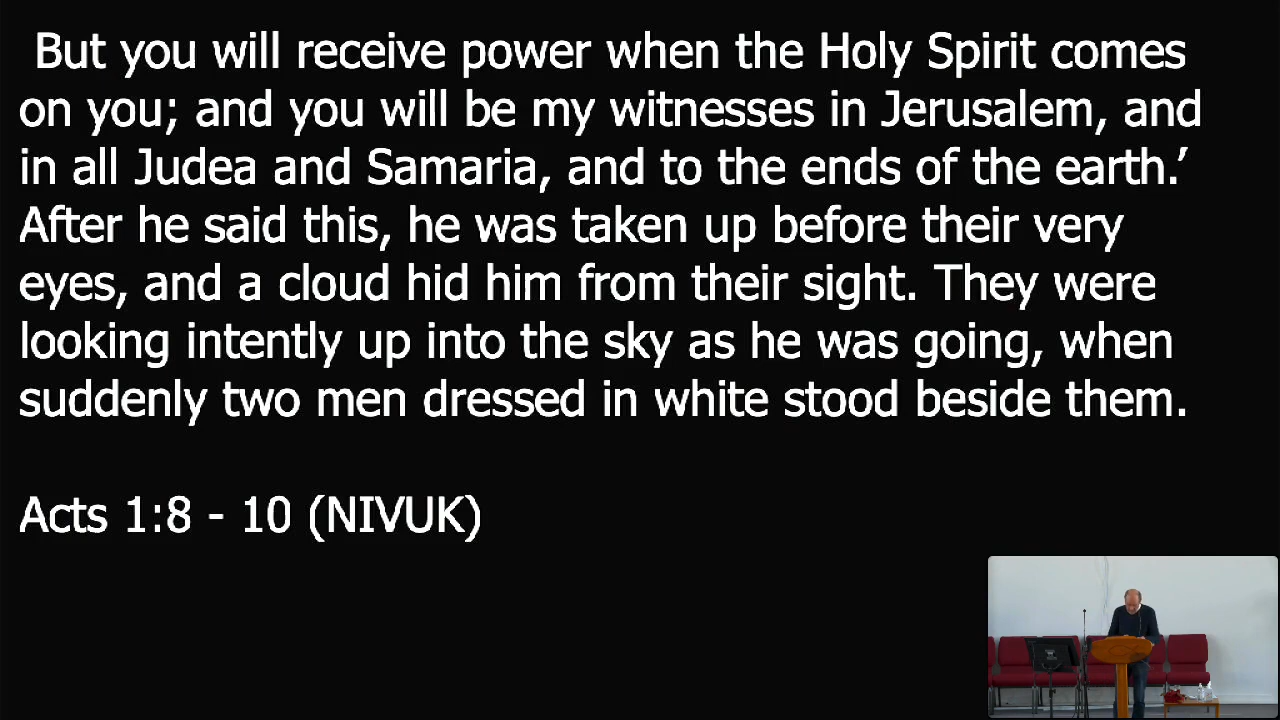 But you will receive power when the Holy Spirit comes
on you; and you will be my witnesses in Jerusalem, and
in all Judea and Samaria, and to the ends of the earth.’
After he said this, he was taken up before their very
eyes, and a cloud hid him from their sight. They were
looking intently up into the sky as he was going, when
suddenly two men dressed in white stood beside them.
Acts 1:8 - 10 (NIVUK)